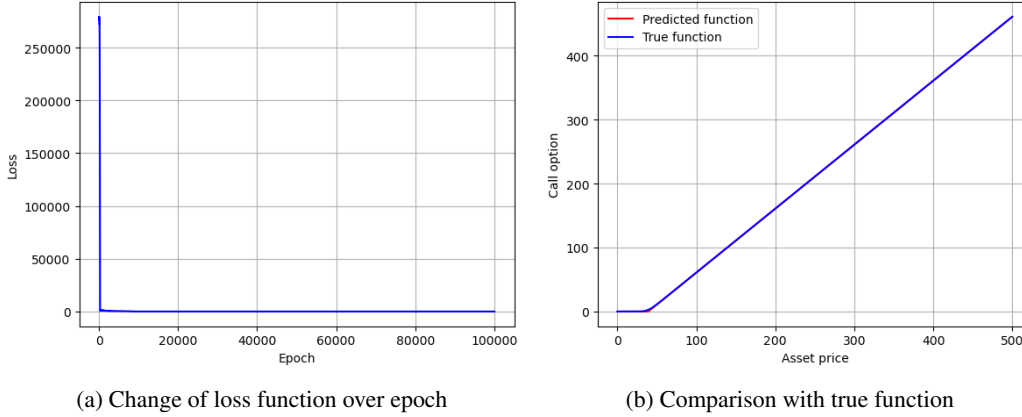 250000
200000
150000
100000
50000
0
Loss
0
20000
40000
60000
80000
100000
Epoch
(a) Change of loss function over epoch
Predicted function
True function
400
300
200
100
0
Call option
0
100
200
300
400
500
Asset price
(b) Comparison with true function